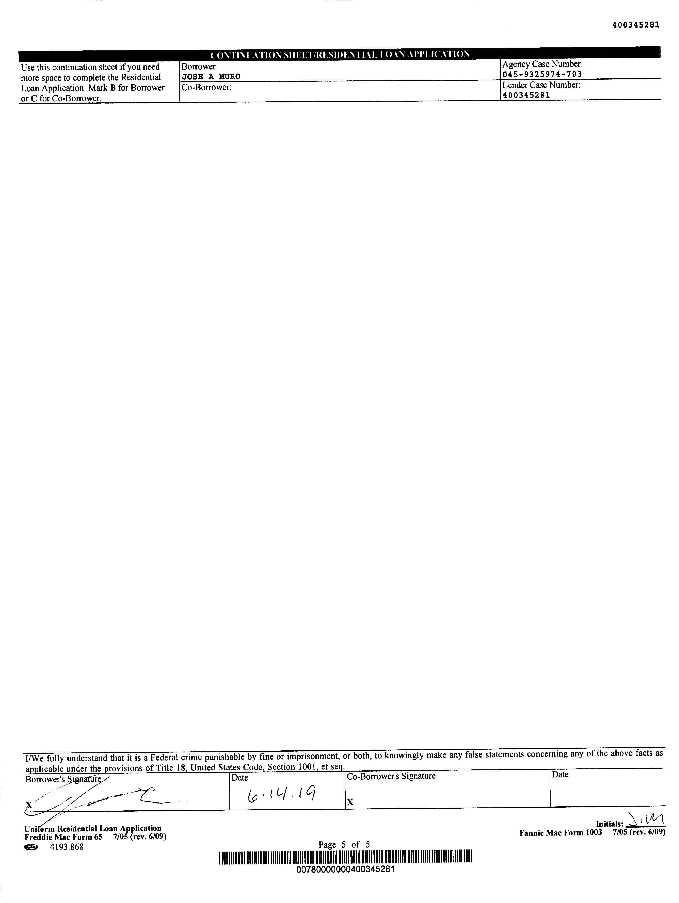 400345281
CONTINUATION SHEET/RESIDENTIAL LOAN APPLICATION
Use this continuation sheet if you need
more space to complete the Residential
Loan Application. Mark B for Borrower
or C for Co-Borrower.
Borrower
JOSE A MURO
Co-Borrower:
Agency Case Number:
045-9325974-703
Lender Case Number:
400345281
I/We fully understand that it is a Federal crime punishable by fine or imprisonment, or both, to knowingly make any false statements concerning any of the above facts as
applicable under the provisions of Title 18, United States Code, Section 1001, et seq.
Borrower's Signature
Date
Co-Borrower's Signature
Date
X
6.14.19
X
Initials:
Uniform Residential Loan Application
Freddie Mac Form 65 7/05 (rev. 6/09)
Fannie Mae Form 1003 7/05 (rev. 6/09)
4193.868
Page 5 of 5
00780000000400345281